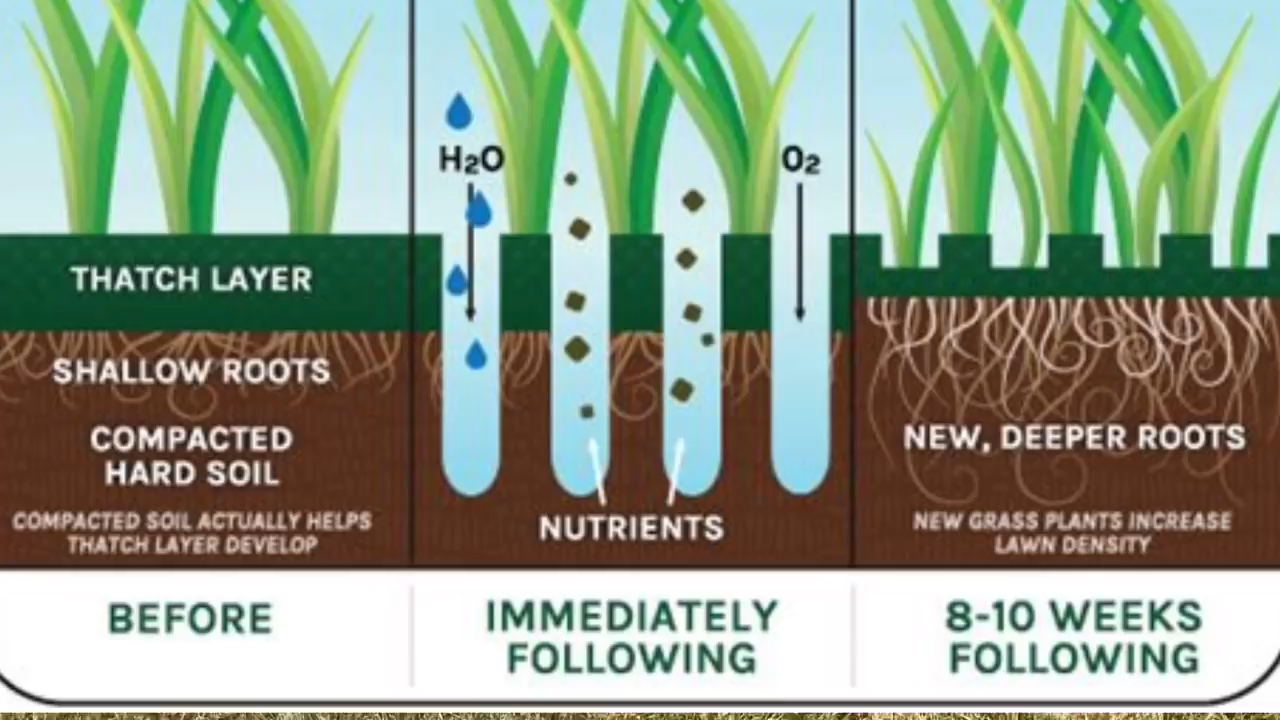 THATCH LAYER
SHALLOW ROOTS
COMPACTED
HARD SOIL
COMPACTED SOIL ACTUALLY HELPS
THATCH LAYER DEVELOP
BEFORE
H2O
O2
NUTRIENTS
IMMEDIATELY
FOLLOWING
NEW, DEEPER ROOTS
NEW GRASS PLANTS INCREASE
LAWN DENSITY
8-10 WEEKS
FOLLOWING